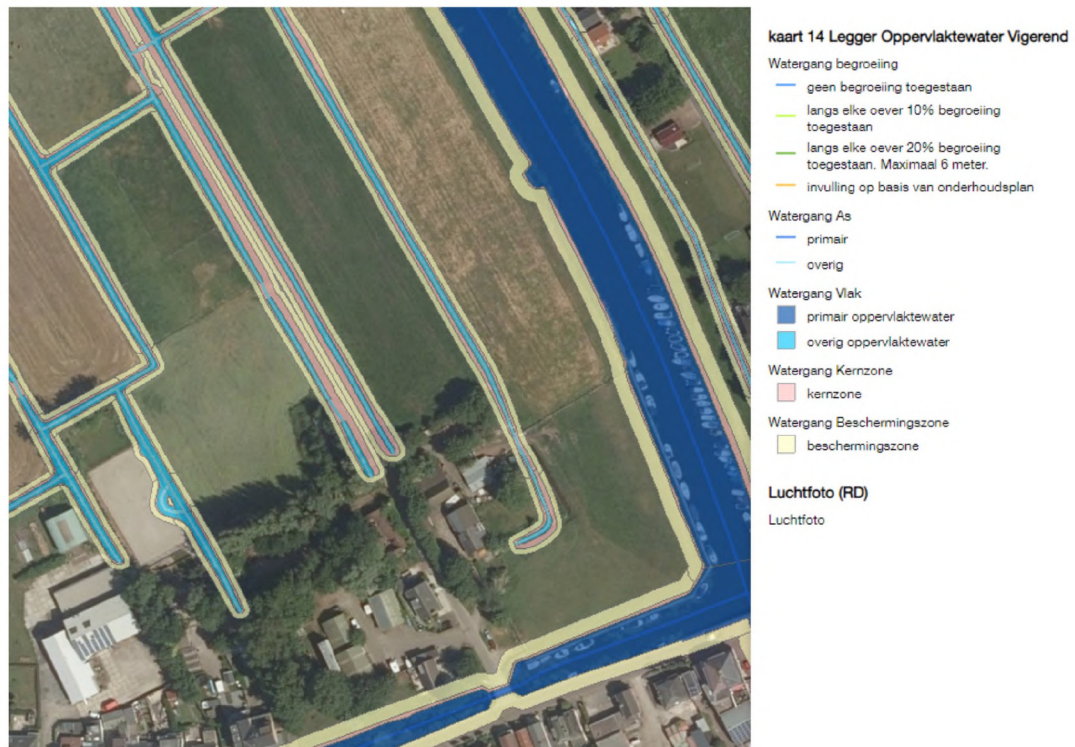 kaart 14 Legger Oppervlaktewater Vigerend
Watergang begroeiing
geen begroeiing toegestaan
langs elke oever 10% begroeiing
toegestaan
langs elke oever 20% begroeiing
toegestaan. Maximaal 6 meter.
invulling op basis van onderhoudsplan
Watergang As
primair
overig
Watergang Vlak
primair oppervlaktewater
overig oppervlaktewater
Watergang Kernzone
kernzone
Watergang Beschermingszone
beschermingszone
Luchtfoto (RD)
Luchtfoto